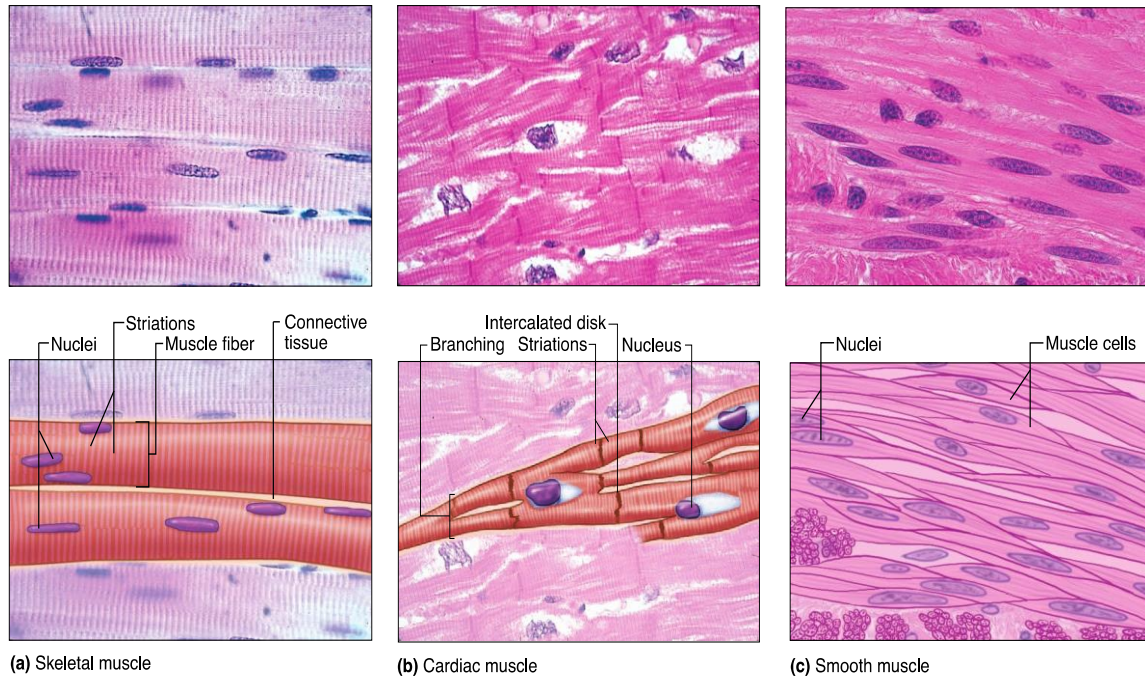 Nuclei
Striations
Muscle fiber
Connective
tissue
Branching
Striations
Intercalated disk
Nucleus
Nuclei
Muscle cells
(a) Skeletal muscle
(b) Cardiac muscle
(c) Smooth muscle